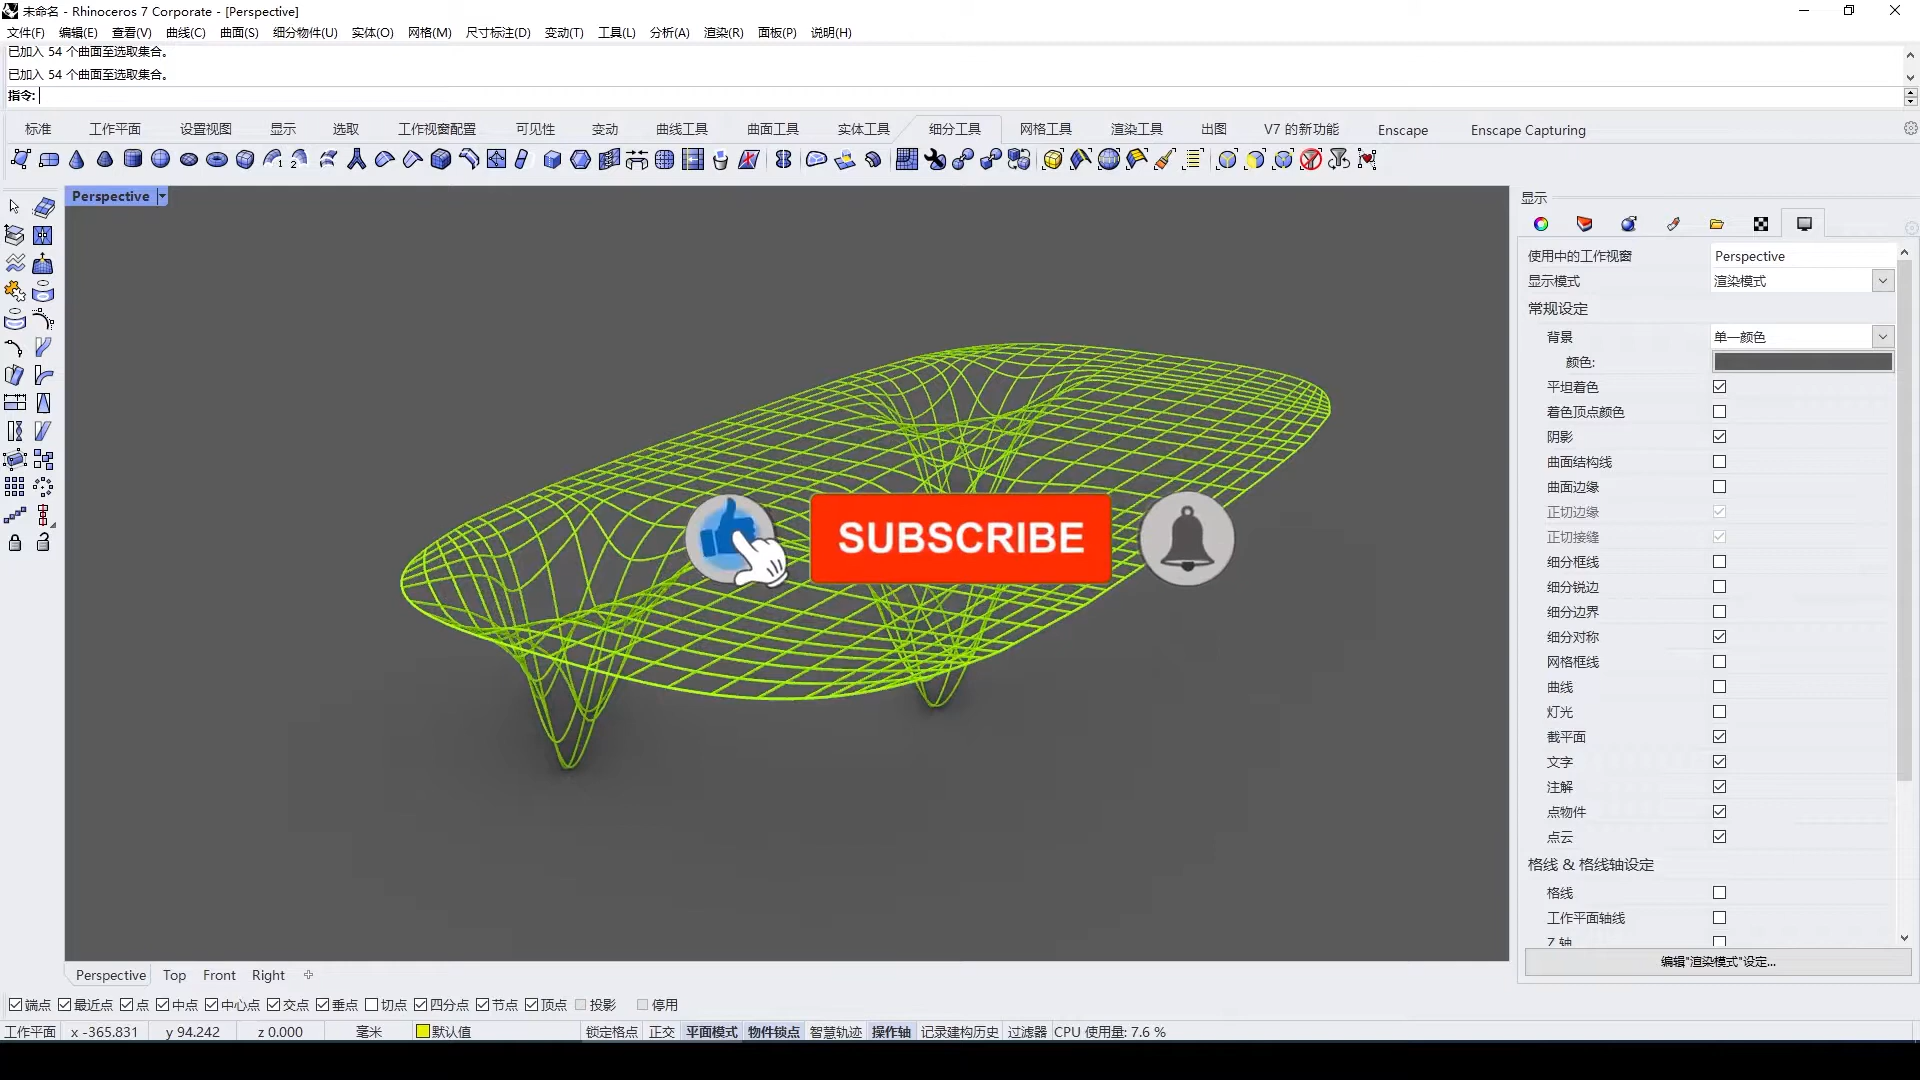 未命名 - Rhinoceros 7 Corporate - [Perspective]
文件(F) 编辑(E) 查看(V) 曲线(C) 曲面(S) 细分物件(U) 实体(O) 网格(M) 尺寸标注(D) 变动(T) 工具(L) 分析(A) 渲染(R) 面板(P) 说明(H)
已加入 54 个曲面至选取集合。
已加入 54 个曲面至选取集合。
指令:
标准 工作平面 设置视图 显示 选取 工作视窗配置 可见性 变动 曲线工具 曲面工具 实体工具 细分工具 网格工具 渲染工具 出图 V7 的新功能 Enscape Enscape Capturing
Perspective
显示
使用中的工作视窗 Perspective
显示模式 渲染模式
常规设定
背景 单一颜色
颜色:
平坦着色
着色顶点颜色
阴影
曲面结构线
曲面边缘
正切边缘
正切接缝
细分框线
细分锐边
细分边界
细分对称
网格框线
曲线
灯光
截平面
文字
注解
点物件
点云
格线 & 格线轴设定
格线
工作平面轴线
Z 轴
编辑"渲染模式"设定...
SUBSCRIBE
Perspective Top Front Right
端点 最近点 点 中点 中心点 交点 垂点 切点 四分点 节点 顶点 投影 停用
工作平面 x -365.831 y 94.242 z 0.000 毫米 默认值 锁定格点 正交 平面模式 物件锁点 智慧轨迹 操作轴 记录建构历史 过滤器 CPU 使用量: 7.6 %